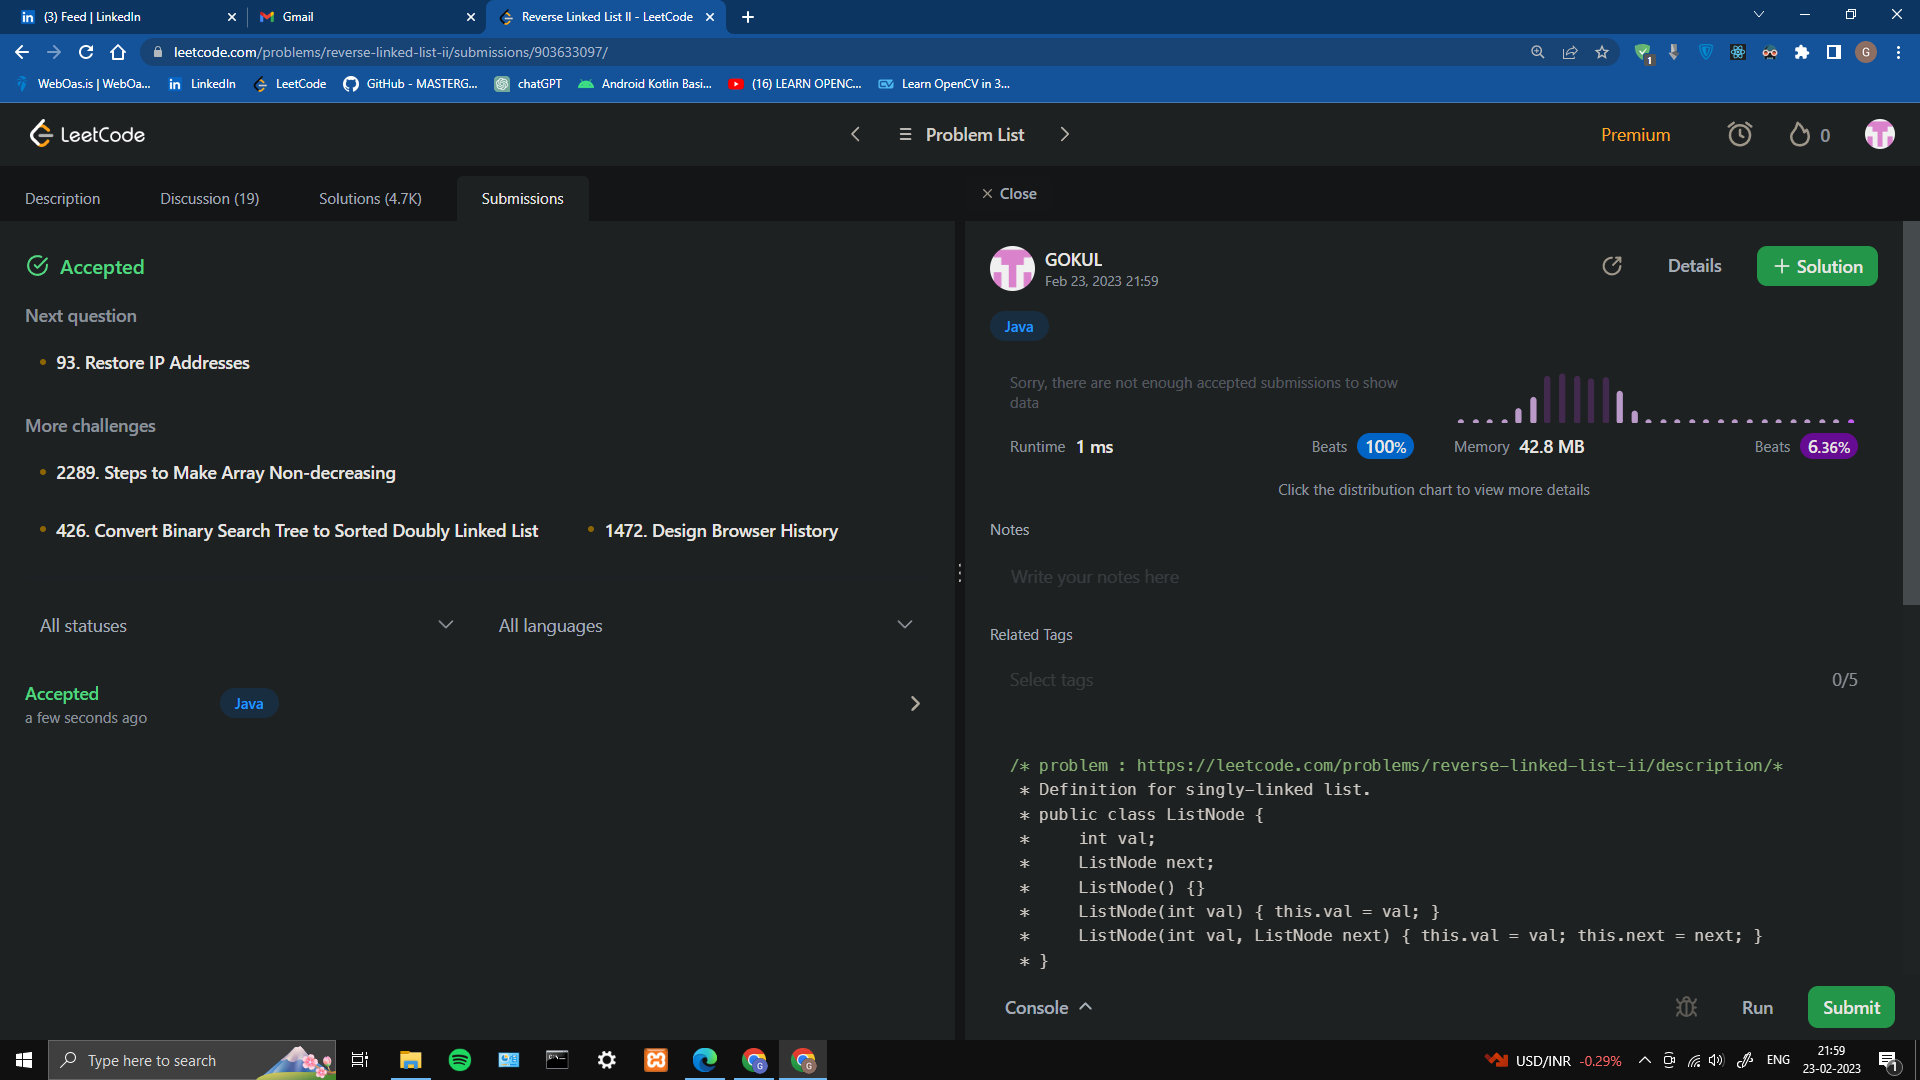 (3) Feed | LinkedIn
Gmail
Reverse Linked List II - LeetCode
leetcode.com/problems/reverse-linked-list-ii/submissions/903633097/
1
G
WebOas.is | WebOa...
LinkedIn
LeetCode
GitHub - MASTERG...
chatGPT
Android Kotlin Basi...
(16) LEARN OPENC...
Learn OpenCV in 3...
LeetCode
Problem List
Premium
0
Description
Discussion (19)
Solutions (4.7K)
Submissions
Close
Accepted
Next question
93. Restore IP Addresses
More challenges
2289. Steps to Make Array Non-decreasing
426. Convert Binary Search Tree to Sorted Doubly Linked List
1472. Design Browser History
All statuses
All languages
Accepted
a few seconds ago
Java
GOKUL
Feb 23, 2023 21:59
Details
+ Solution
Java
Sorry, there are not enough accepted submissions to show
data
Runtime 1 ms
Beats 100%
Memory 42.8 MB
Beats 6.36%
Click the distribution chart to view more details
Notes
Write your notes here
Related Tags
Select tags
0/5
/* problem : https://leetcode.com/problems/reverse-linked-list-ii/description/*
 * Definition for singly-linked list.
 * public class ListNode {
 *     int val;
 *     ListNode next;
 *     ListNode() {}
 *     ListNode(int val) { this.val = val; }
 *     ListNode(int val, ListNode next) { this.val = val; this.next = next; }
 * }
Console
Run
Submit
Type here to search
USD/INR -0.29%
ENG
21:59
23-02-2023
1